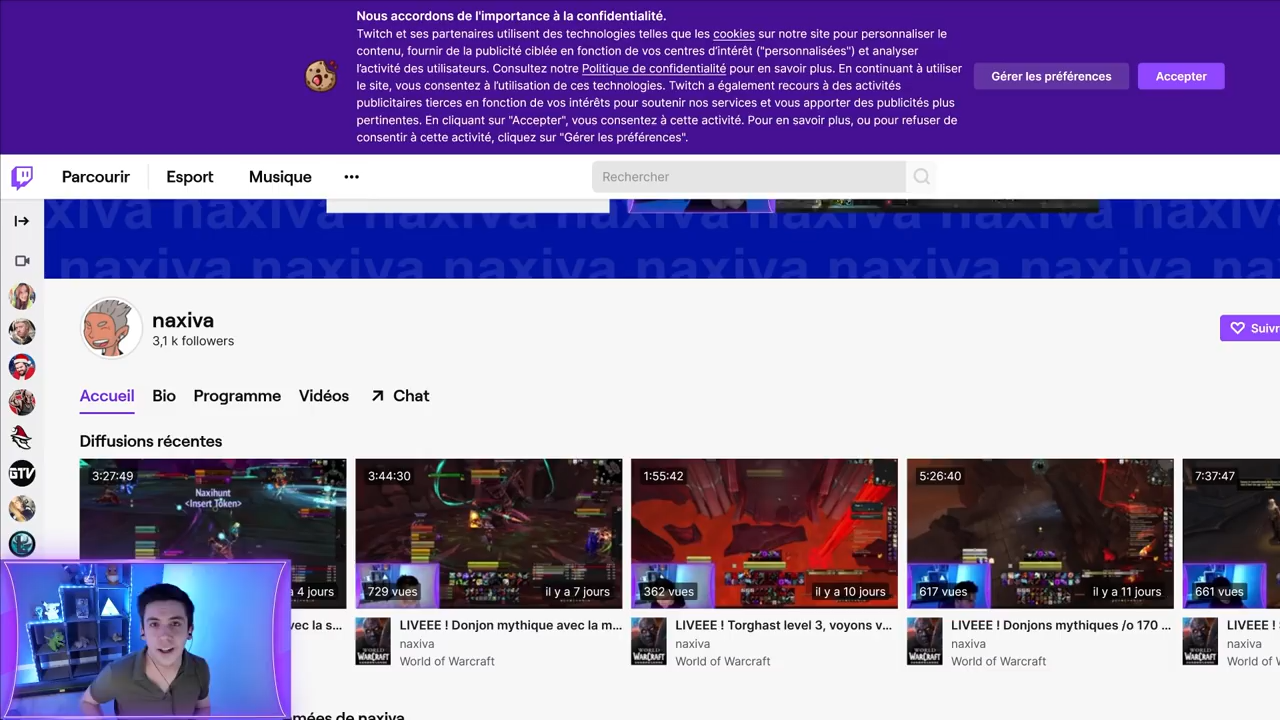 Nous accordons de l'importance à la confidentialité.
Twitch et ses partenaires utilisent des technologies telles que les cookies sur notre site pour personnaliser le
contenu, fournir de la publicité ciblée en fonction de vos centres d'intérêt ("personnalisées") et analyser
l'activité des utilisateurs. Consultez notre Politique de confidentialité pour en savoir plus. En continuant à utiliser
le site, vous consentez à l'utilisation de ces technologies. Twitch a également recours à des activités
publicitaires tierces en fonction de vos intérêts pour soutenir nos services et vous apporter des publicités plus
pertinentes. En cliquant sur "Accepter", vous consentez à cette activité. Pour en savoir plus, ou pour refuser de
consentir à cette activité, cliquez sur "Gérer les préférences".
Gérer les préférences
Accepter
Parcourir
Esport
Musique
Rechercher
naxiva naxiva naxiva naxiva naxiva naxiva
naxiva naxiva naxiva naxiva naxiva naxiva
naxiva
3,1 k followers
Suivr
Accueil
Bio
Programme
Vidéos
Chat
Diffusions récentes
3:27:49
Naxihunt
<Insert Token>
a 4 jours
vec la s...
3:44:30
729 vues
il y a 7 jours
LIVEEE ! Donjon mythique avec la m...
naxiva
World of Warcraft
1:55:42
362 vues
il y a 10 jours
LIVEEE ! Torghast level 3, voyons v...
naxiva
World of Warcraft
5:26:40
617 vues
il y a 11 jours
LIVEEE ! Donjons mythiques /o 170 ...
naxiva
World of Warcraft
7:37:47
661 vues
LIVEEE !
naxiva
World of
GTV
mées de naxiva